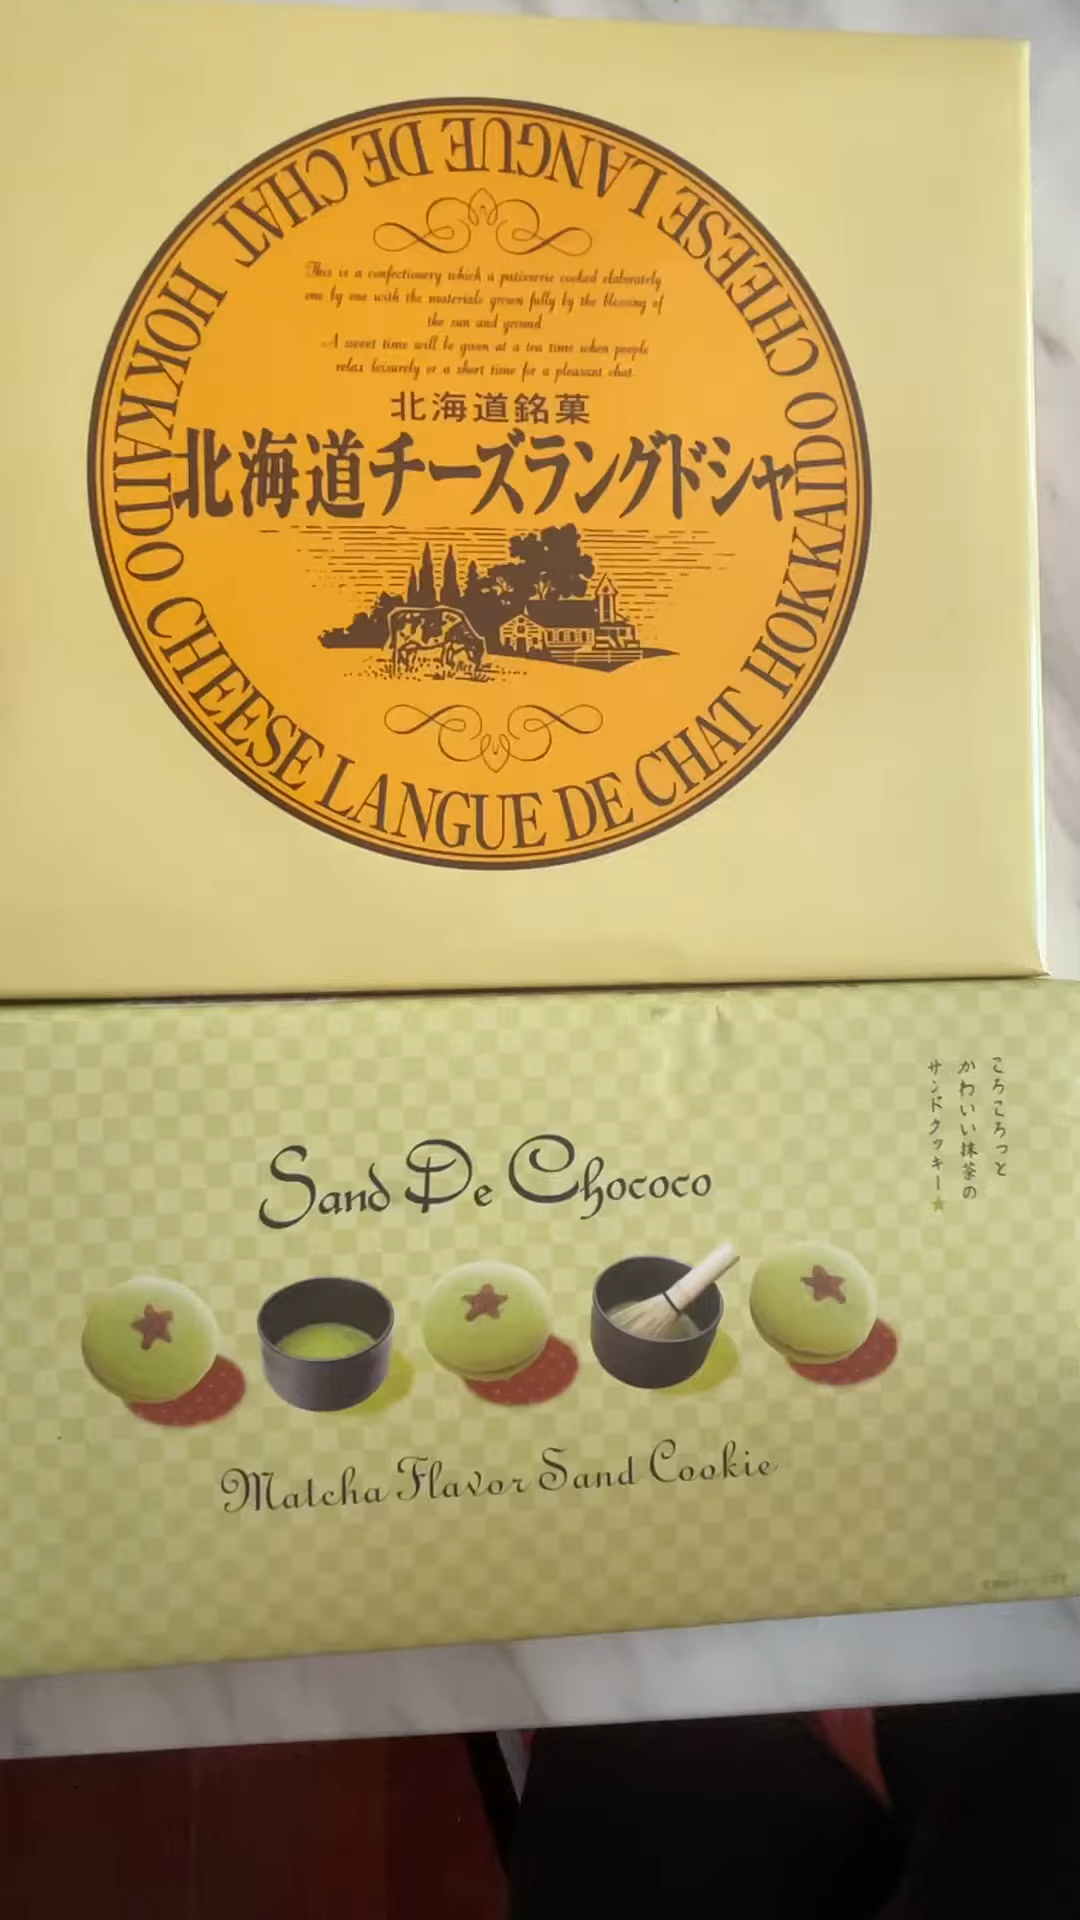 HOKKAIDO CHEESE LANGUE DE CHAT HOKKAIDO CHEESE LANGUE DE CHAT
This is a confectionery which a patisserie cooked elaborately
one by one with the materials grown fully by the blessing of
the sun and ground.
A sweet time will be given at a tea time when people
relax leisurely or a short time for a pleasant chat.
北海道銘菓
北海道チーズラングドシャ
ころころっと
かわいい抹茶の
サンドクッキー★
Sand De Chococo
Matcha Flavor Sand Cookie